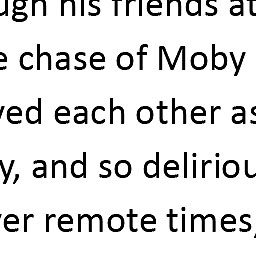 ugh his friends at
e chase of Moby
ved each other as
y, and so deliriou
ver remote times,